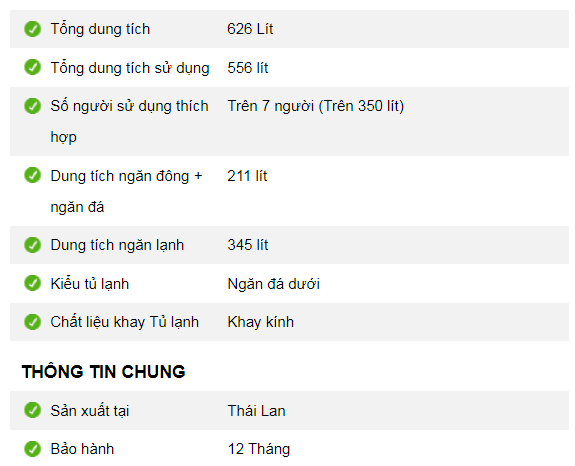 Tổng dung tích 626 Lít
Tổng dung tích sử dụng 556 lít
Số người sử dụng thích Trên 7 người (Trên 350 lít)
hợp
Dung tích ngăn đông + 211 lít
ngăn đá
Dung tích ngăn lạnh 345 lít
Kiểu tủ lạnh Ngăn đá dưới
Chất liệu khay Tủ lạnh Khay kính
THÔNG TIN CHUNG
Sản xuất tại Thái Lan
Bảo hành 12 Tháng